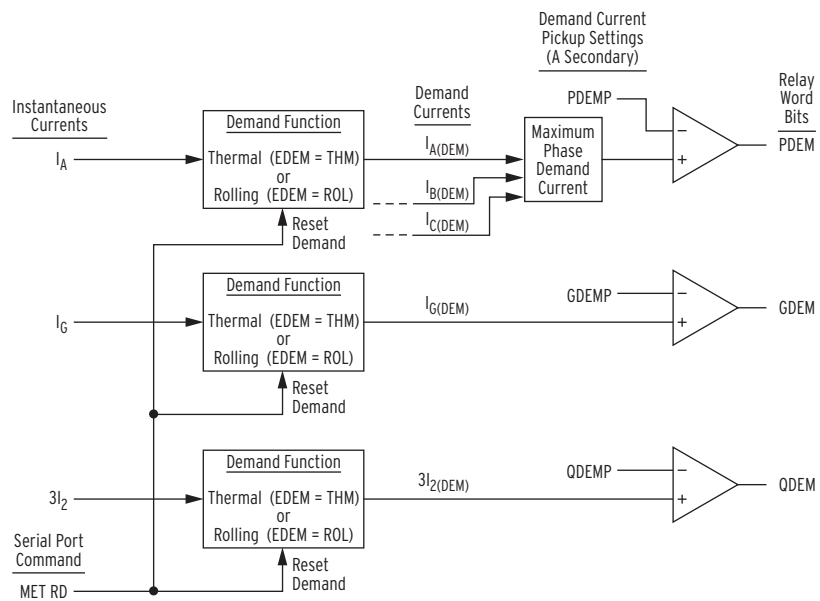 Demand Current
Pickup Settings
(A Secondary)
Relay
Word
Bits
Instantaneous
Currents
Demand
Currents
PDEMP
PDEM
Demand Function
Thermal (EDEM = THM)
or
Rolling (EDEM = ROL)
Maximum
Phase
Demand
Current
I_A
I_A(DEM)
I_B(DEM)
I_C(DEM)
Reset
Demand
−
+
Demand Function
Thermal (EDEM = THM)
or
Rolling (EDEM = ROL)
I_G
I_G(DEM)
GDEMP
−
+
GDEM
Reset
Demand
Demand Function
Thermal (EDEM = THM)
or
Rolling (EDEM = ROL)
3I_2
3I_2(DEM)
QDEMP
−
+
QDEM
Serial Port
Command
MET RD
Reset
Demand